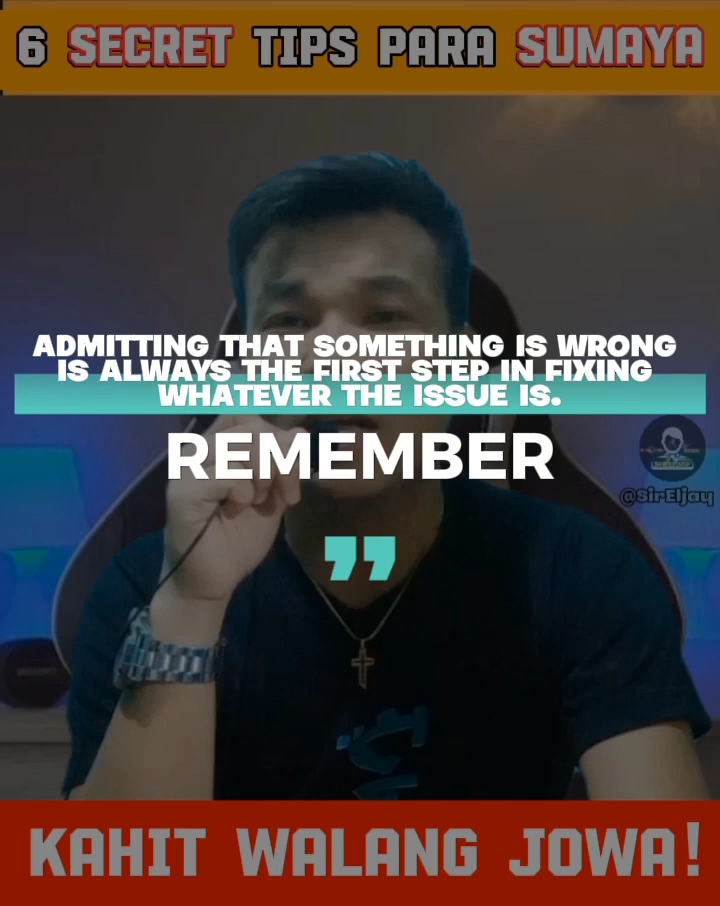 6 SECRET TIPS PARA SUMAYA
ADMITTING THAT SOMETHING IS WRONG
IS ALWAYS THE FIRST STEP IN FIXING
WHATEVER THE ISSUE IS.
REMEMBER
”
@SirEljay
KAHIT WALANG JOWA!